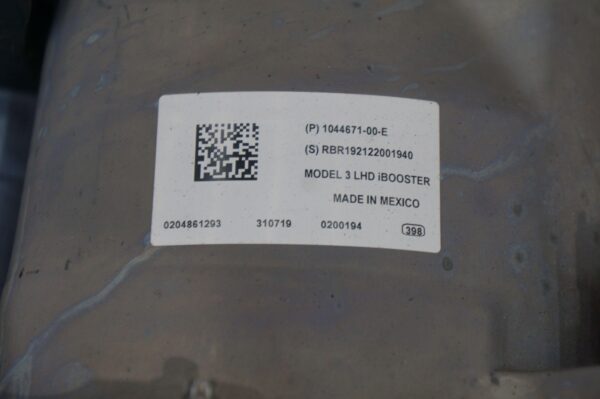 (P) 1044671-00-E
(S) RBR192122001940
MODEL 3 LHD iBOOSTER
MADE IN MEXICO
0204861293 310719 0200194 398